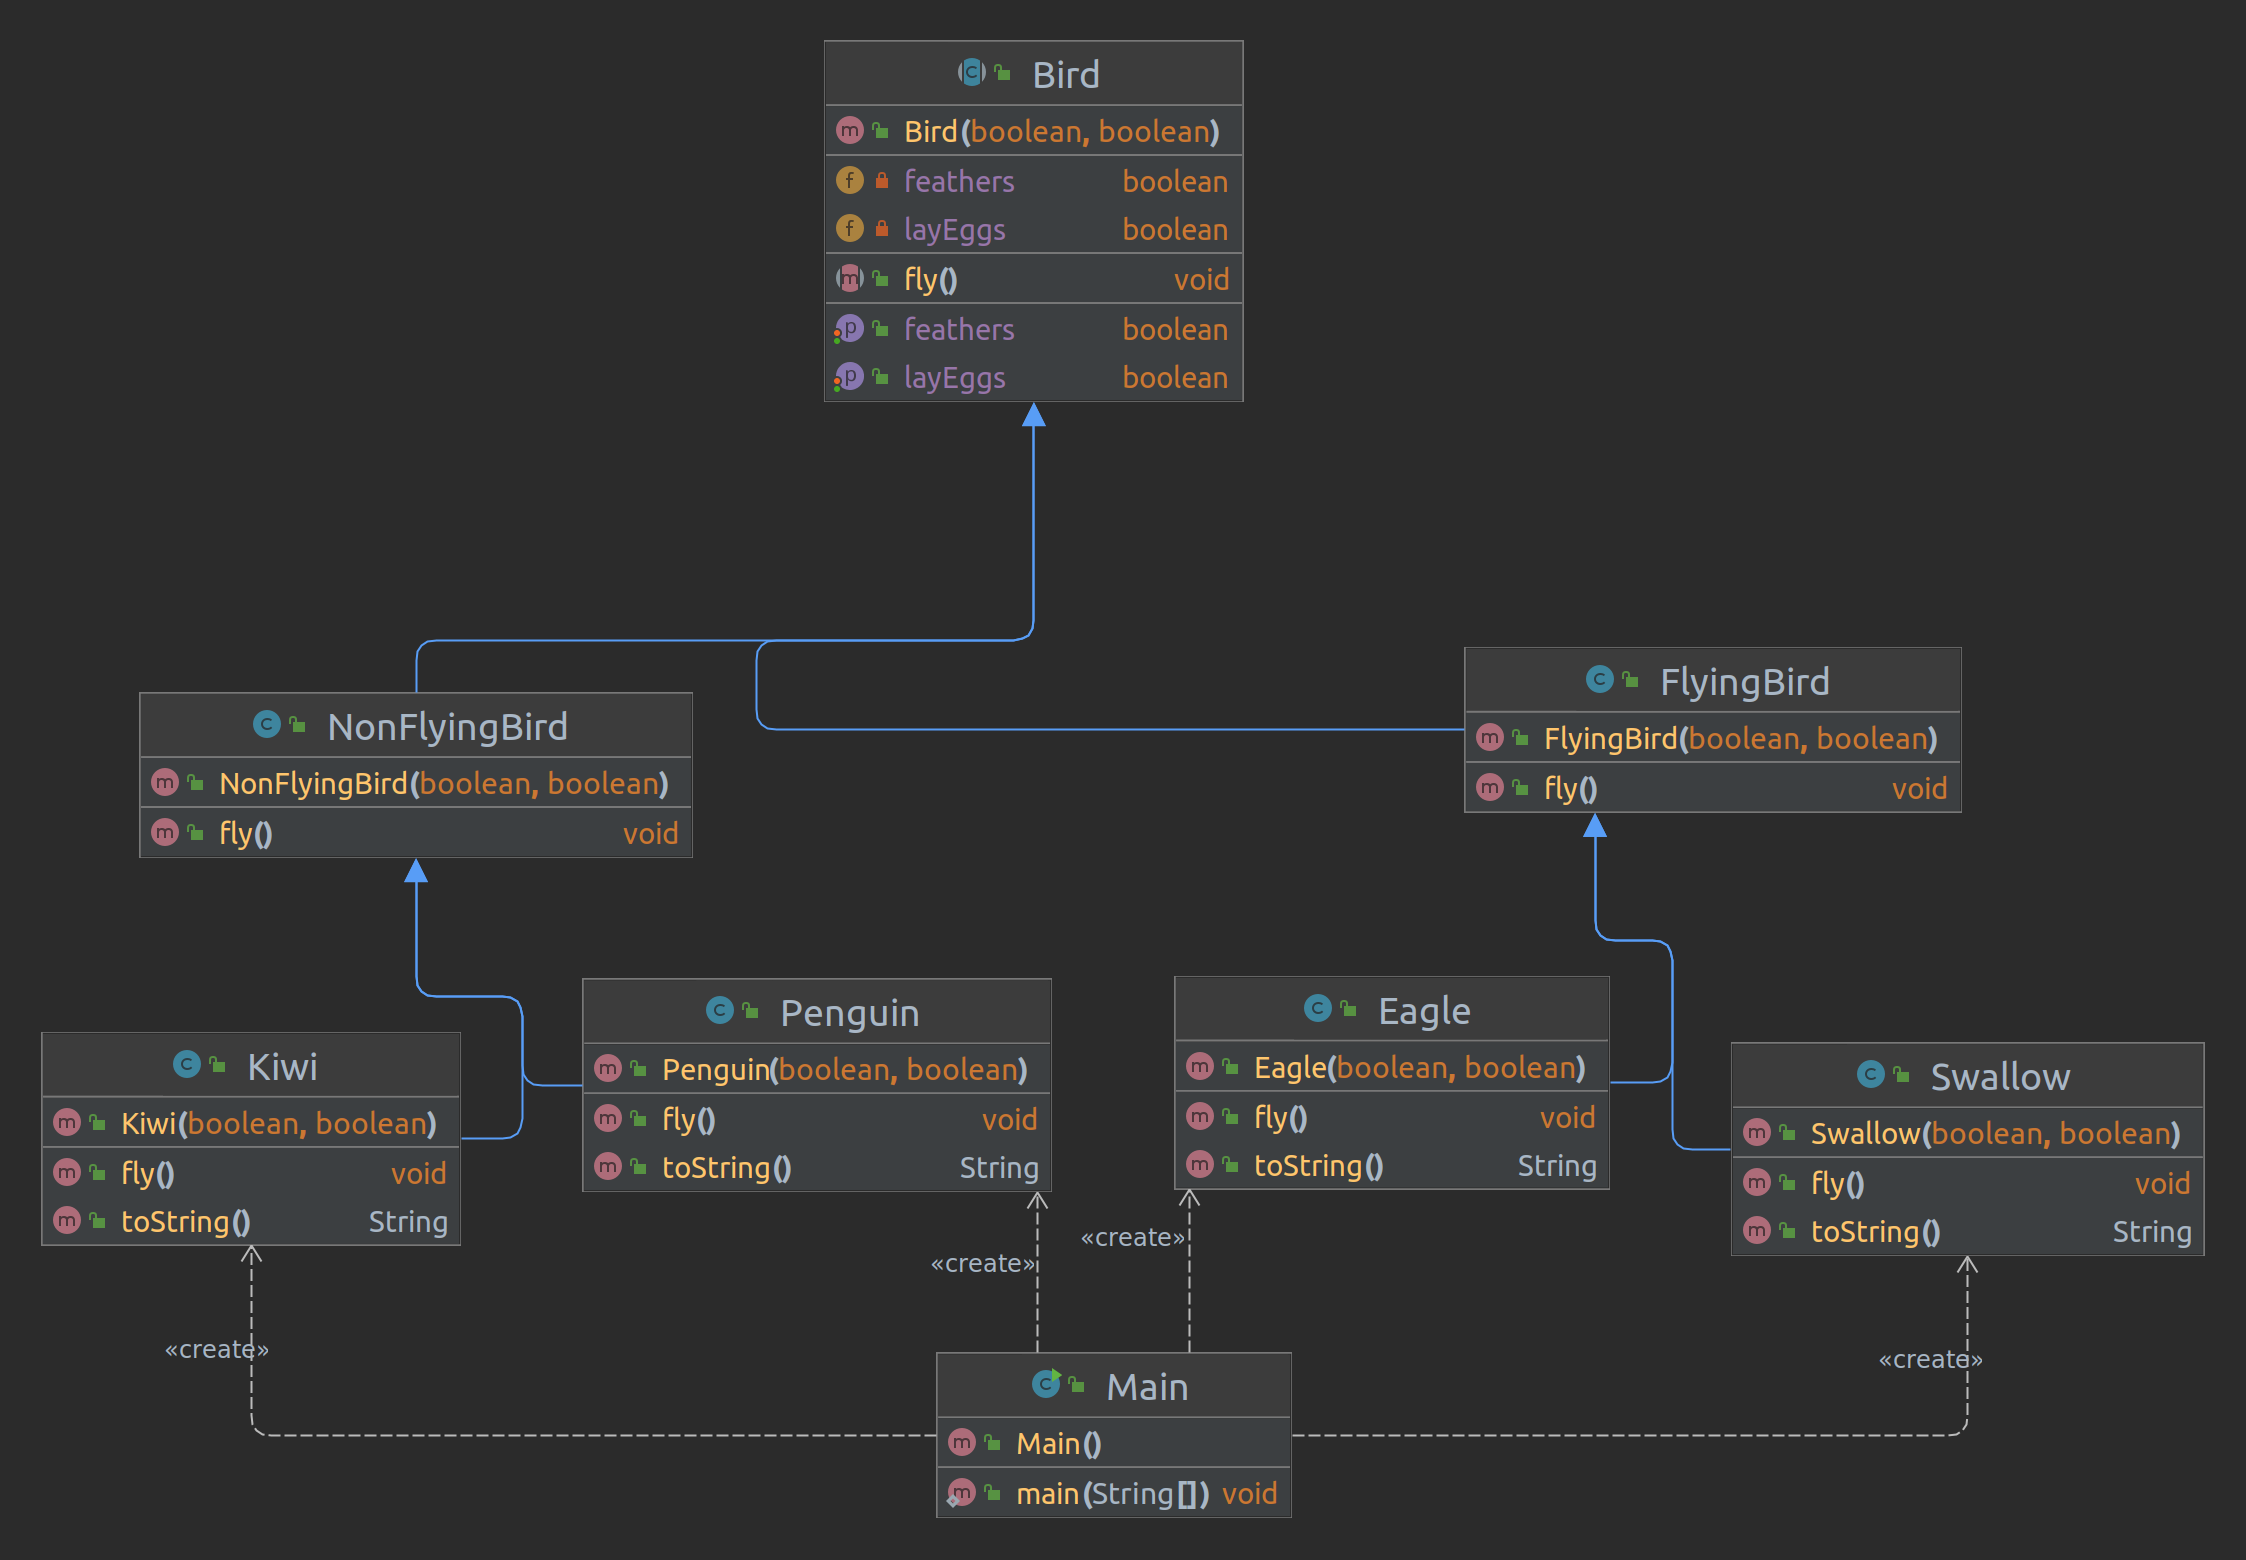 Bird
Bird(boolean, boolean)
feathers boolean
layEggs boolean
fly() void
feathers boolean
layEggs boolean
FlyingBird
FlyingBird(boolean, boolean)
fly() void
NonFlyingBird
NonFlyingBird(boolean, boolean)
fly() void
Kiwi
Kiwi(boolean, boolean)
fly() void
toString() String
Penguin
Penguin(boolean, boolean)
fly() void
toString() String
Eagle
Eagle(boolean, boolean)
fly() void
toString() String
Swallow
Swallow(boolean, boolean)
fly() void
toString() String
«create»
«create»
«create»
«create»
Main
Main()
main(String[]) void